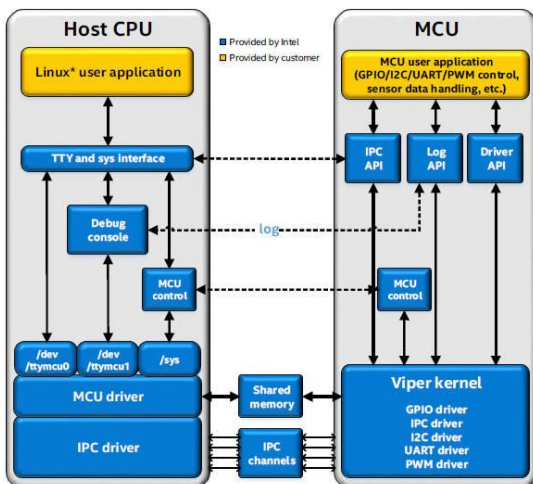 Host CPU
MCU
Provided by Intel
Provided by customer
Linux* user application
MCU user application
(GPIO/I2C/UART/PWM control,
sensor data handling, etc.)
TTY and sys interface
IPC
API
Log
API
Driver
API
Debug
console
log
MCU
control
MCU
control
/dev
/ttymcu0
/dev
/ttymcu1
/sys
MCU driver
Shared
memory
Viper kernel
GPIO driver
IPC driver
I2C driver
UART driver
PWM driver
IPC driver
IPC
channels